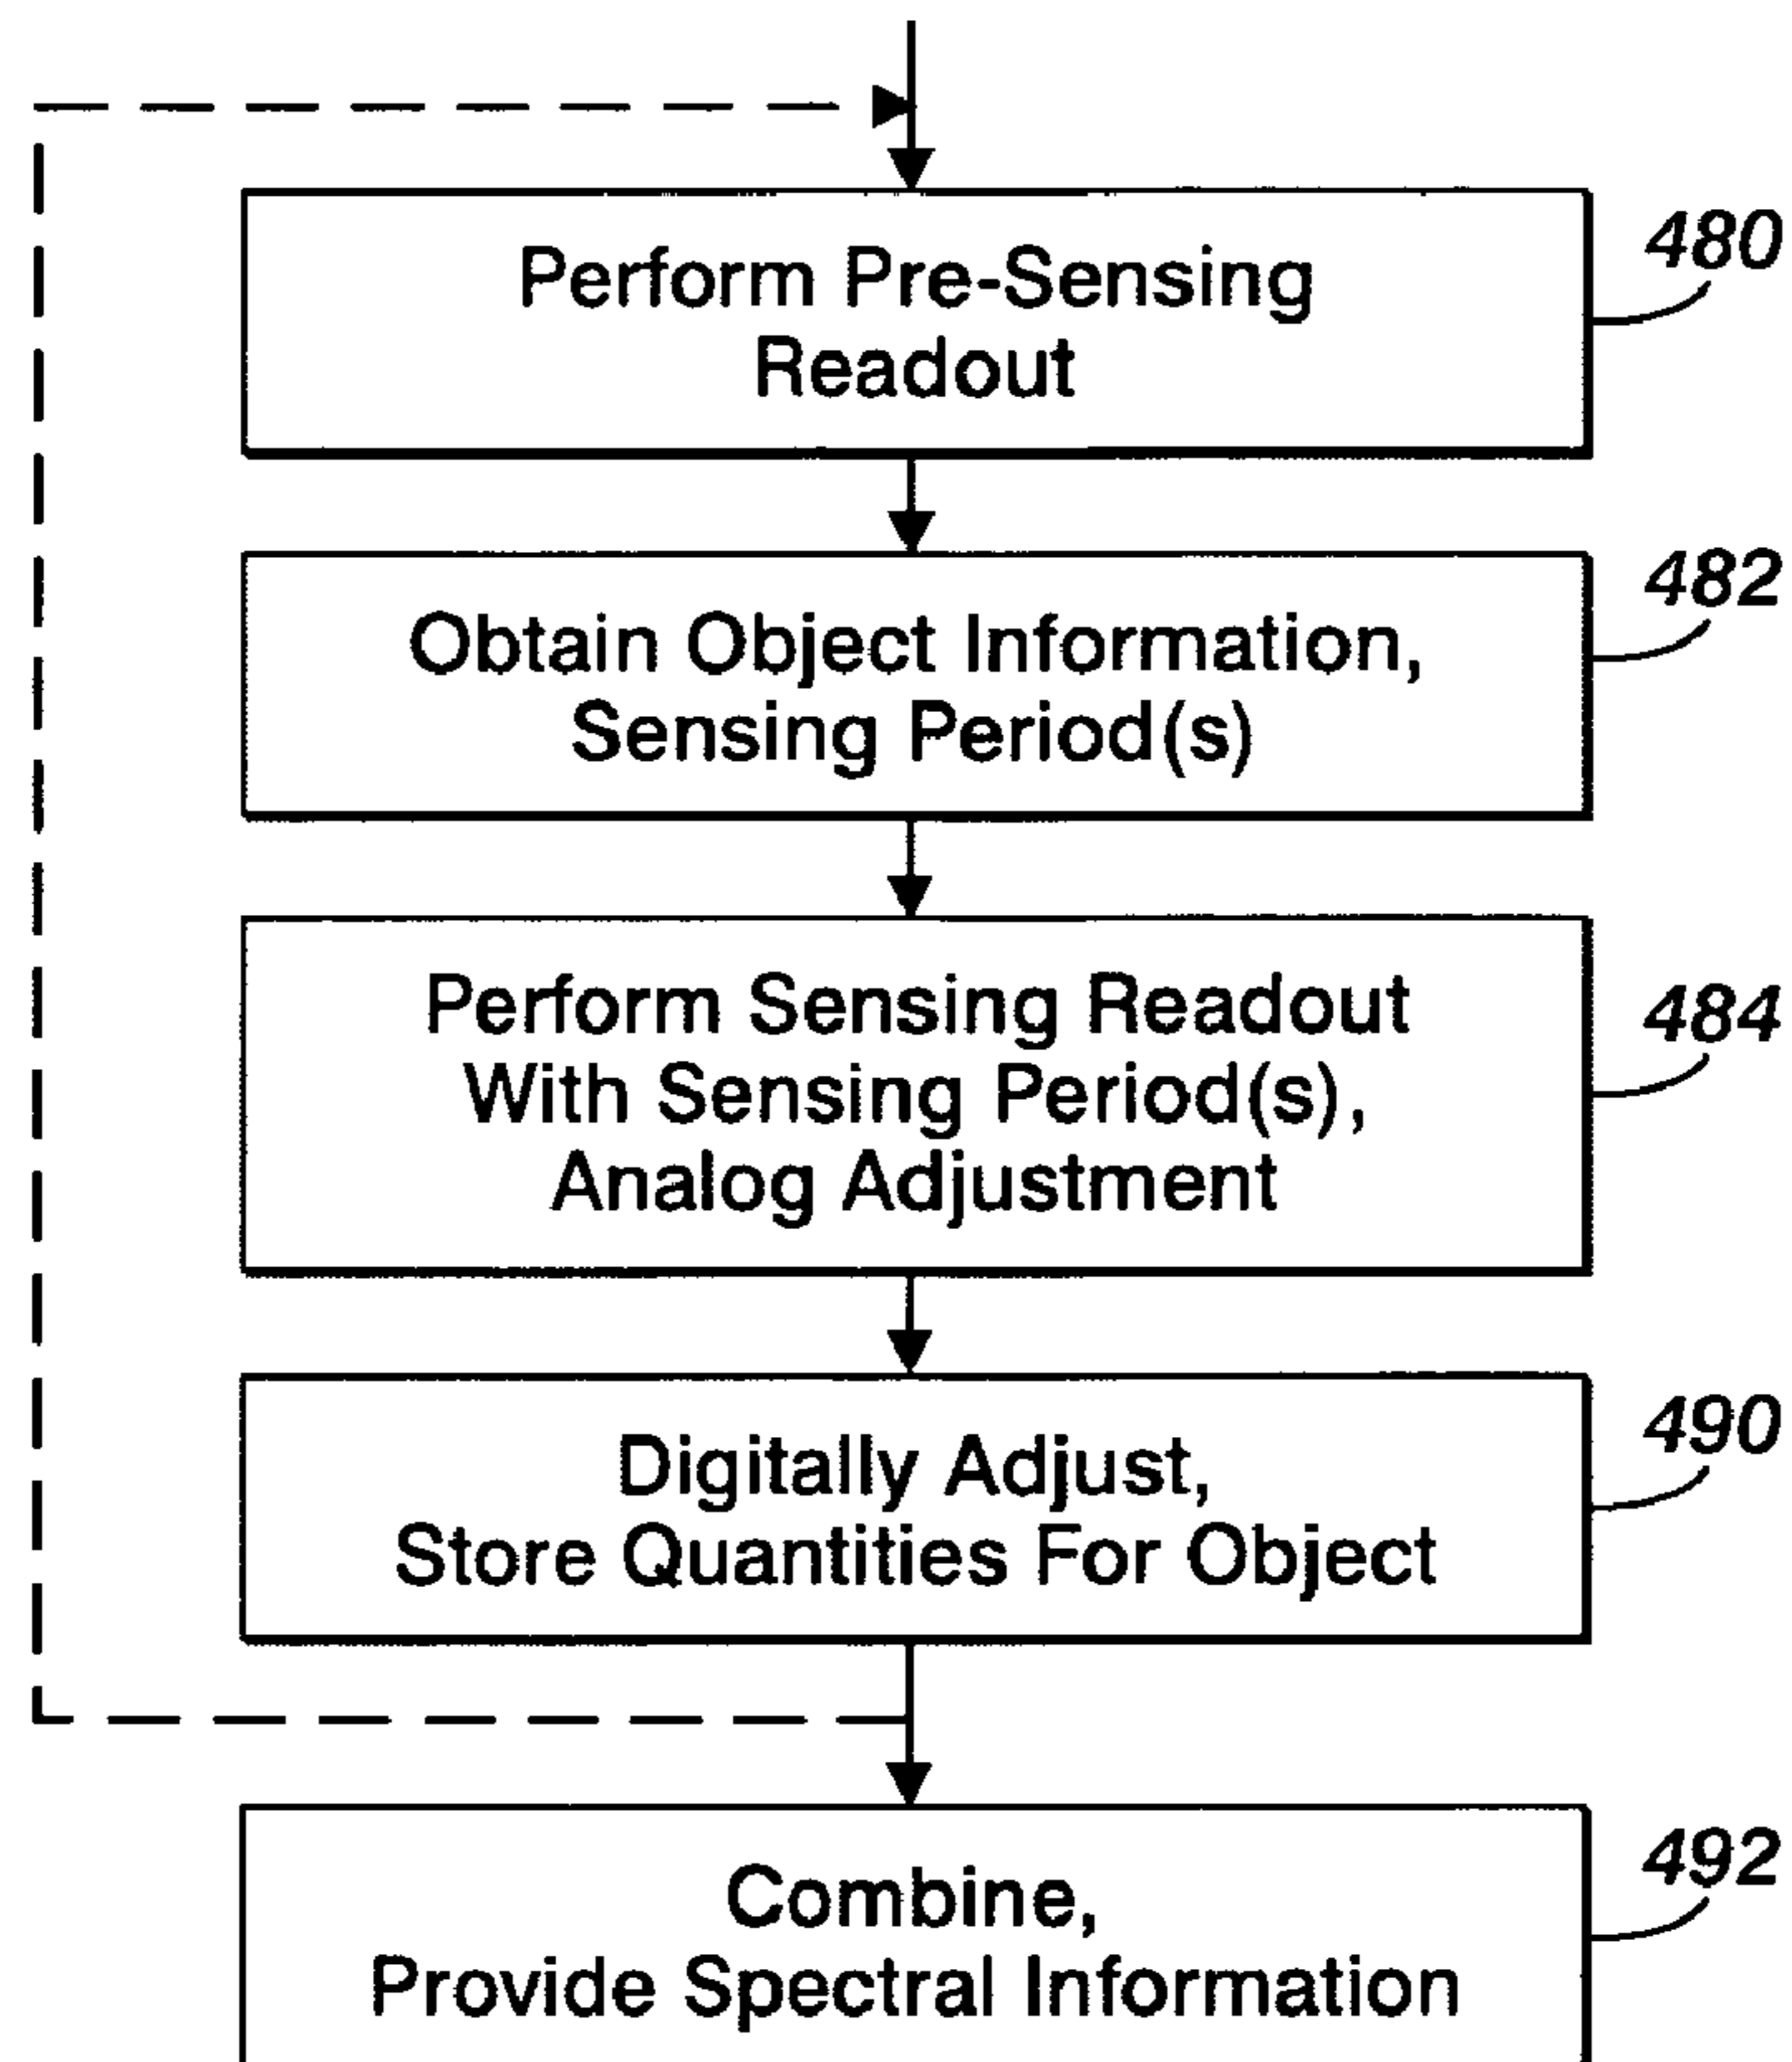 480
Perform Pre-Sensing
Readout
482
Obtain Object Information,
Sensing Period(s)
484
Perform Sensing Readout
With Sensing Period(s),
Analog Adjustment
490
Digitally Adjust,
Store Quantities For Object
492
Combine,
Provide Spectral Information